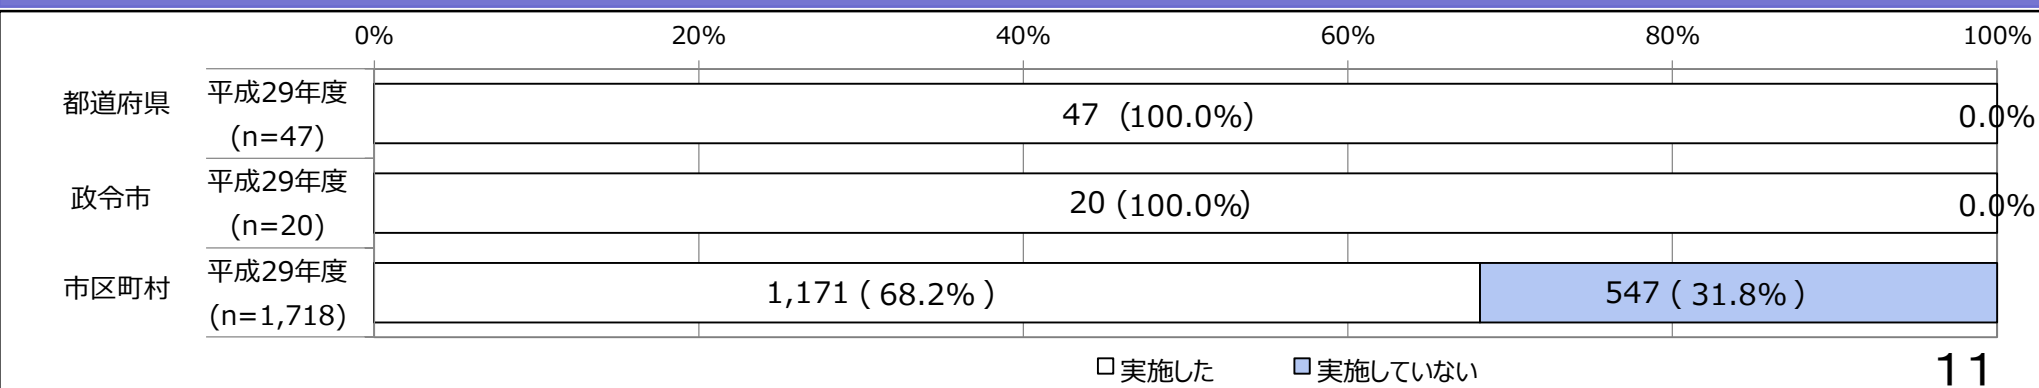 0% 20% 40% 60% 80% 100%
都道府県
平成29年度
(n=47)
47 (100.0%) 0.0%
政令市
平成29年度
(n=20)
20 (100.0%) 0.0%
市区町村
平成29年度
(n=1,718)
1,171 ( 68.2% ) 547 ( 31.8% )
実施した 実施していない
11